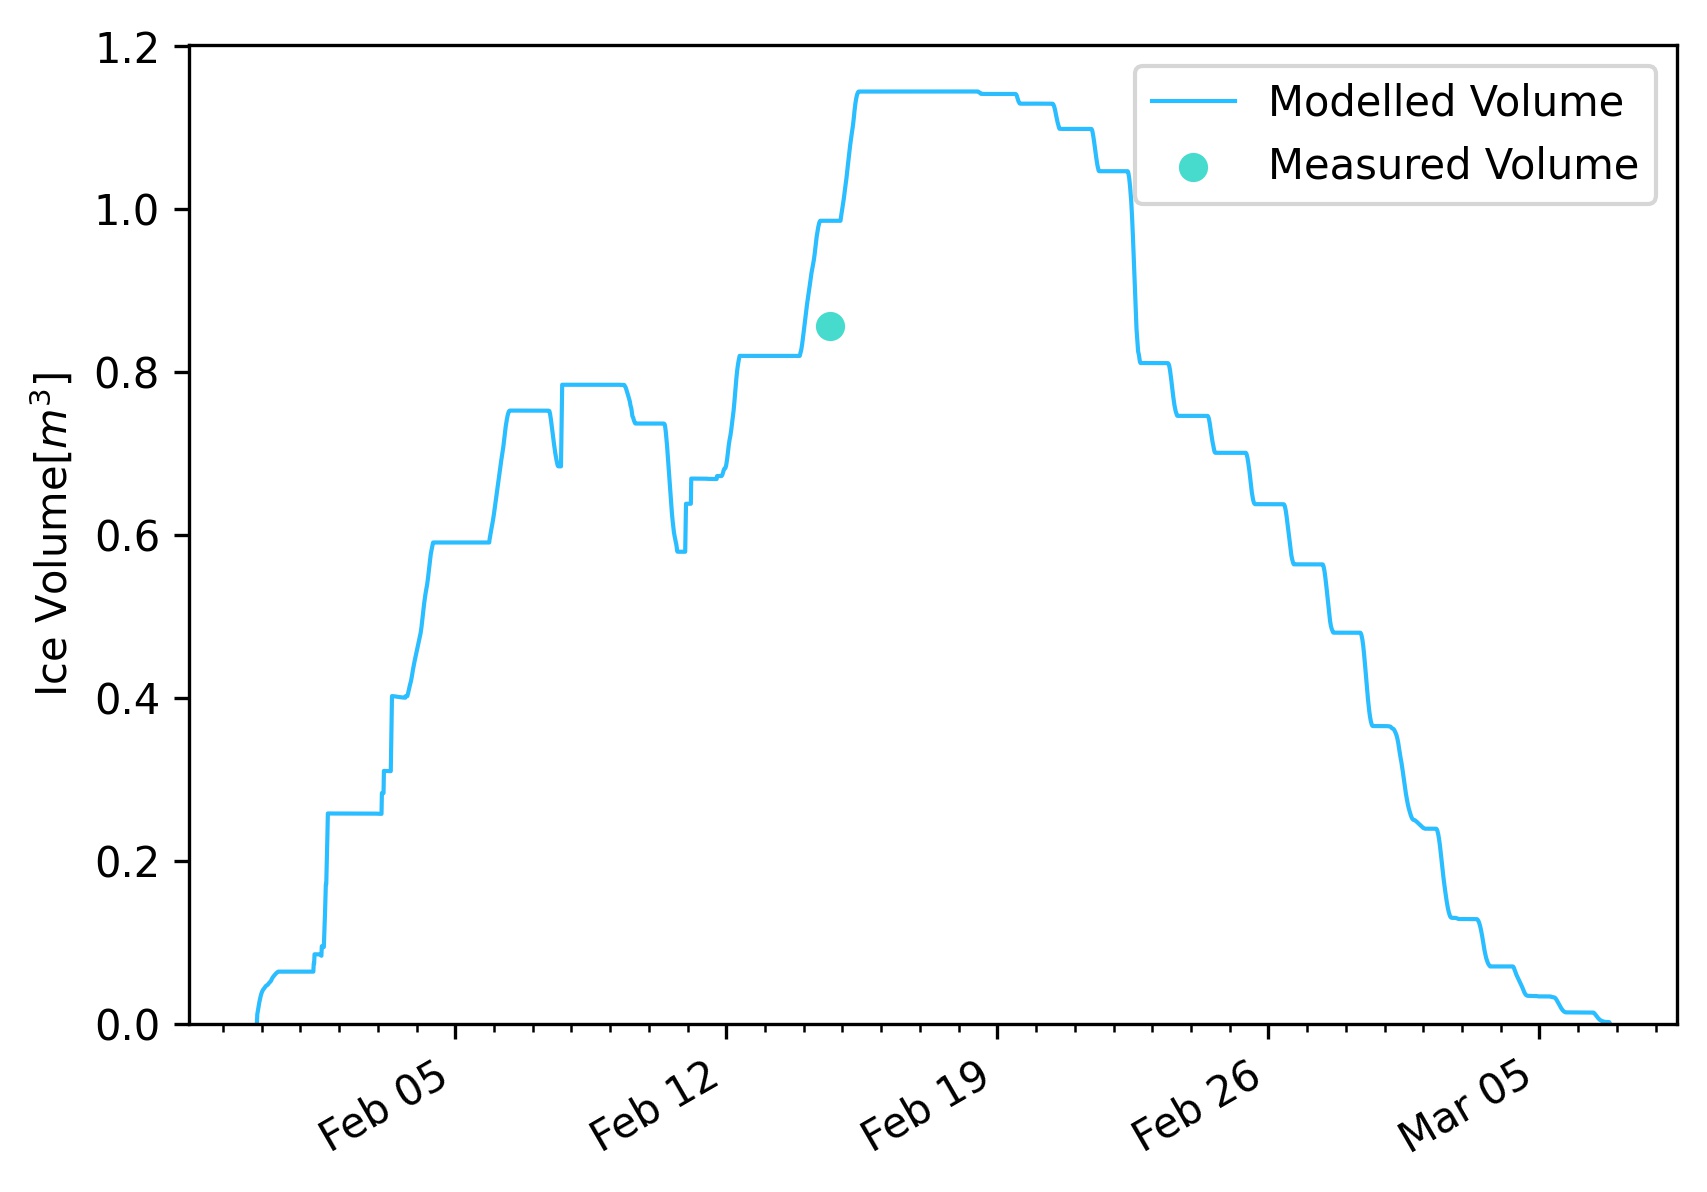 1.2
1.0
0.8
0.6
0.4
0.2
0.0
Ice Volume[m³]
Modelled Volume
Measured Volume
Feb 05
Feb 12
Feb 19
Feb 26
Mar 05